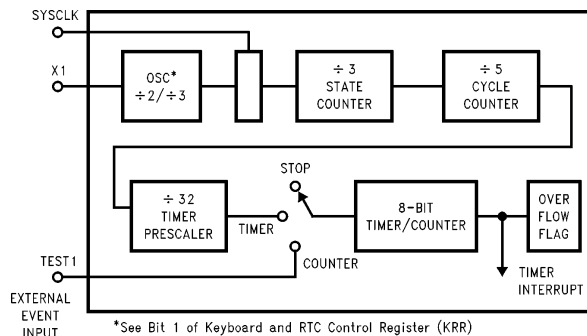 SYSCLK
X1
OSC*
÷2/÷3
÷ 3
STATE
COUNTER
÷ 5
CYCLE
COUNTER
÷ 32
TIMER
PRESCALER
STOP
TIMER
COUNTER
8-BIT
TIMER/COUNTER
OVER
FLOW
FLAG
TIMER
INTERRUPT
TEST1
EXTERNAL
EVENT
INPUT
*See Bit 1 of Keyboard and RTC Control Register (KRR)